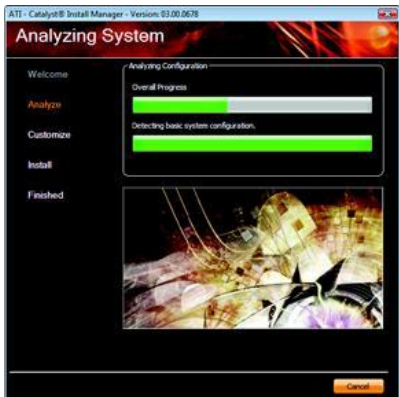 ATI - Catalyst® Install Manager - Version: 03.00.0678
Analyzing System
Welcome
Analyze
Customize
Install
Finished
Analyzing Configuration
Overall Progress
Detecting basic system configuration.
Cancel